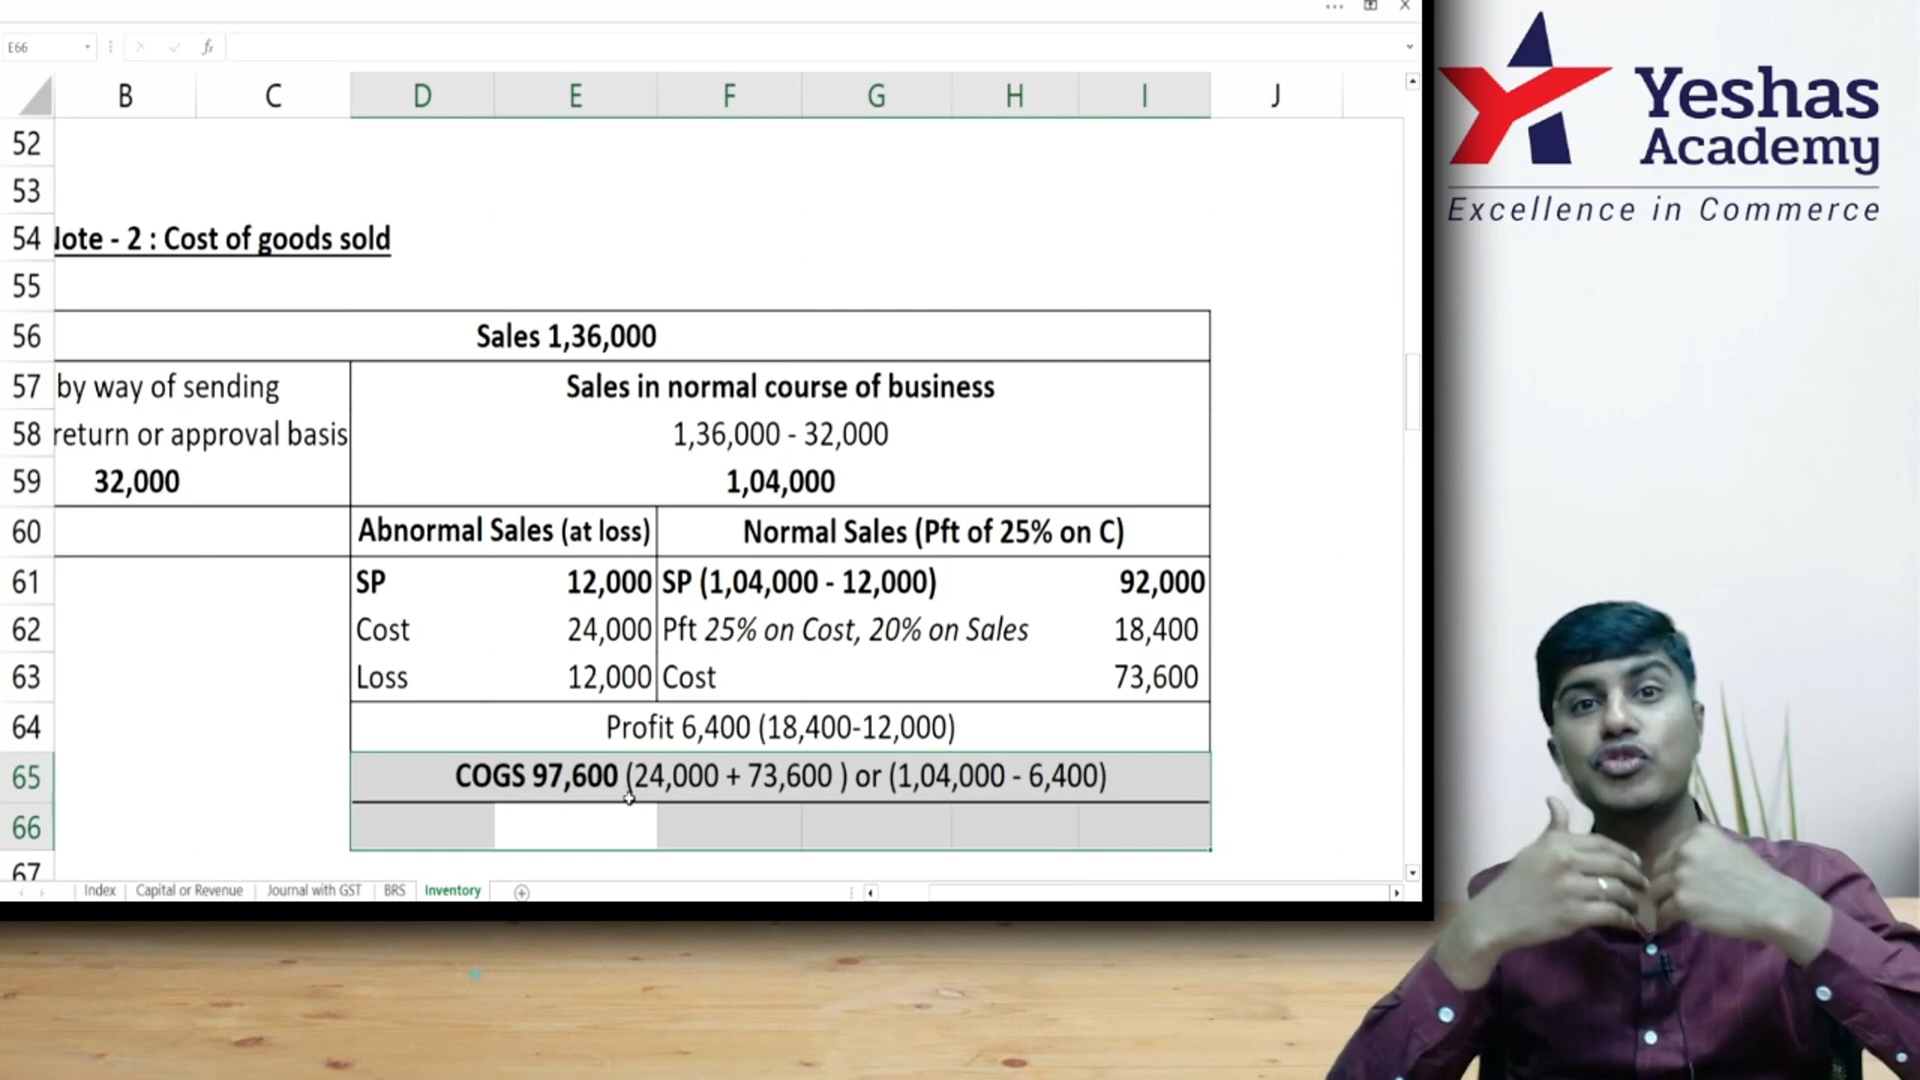 E66
fx
B C D E F G H I J
52
53
54 Note - 2 : Cost of goods sold
55
56 Sales 1,36,000
57 by way of sending Sales in normal course of business
58 return or approval basis 1,36,000 - 32,000
59 32,000 1,04,000
60 Abnormal Sales (at loss) Normal Sales (Pft of 25% on C)
61 SP 12,000 SP (1,04,000 - 12,000) 92,000
62 Cost 24,000 Pft 25% on Cost, 20% on Sales 18,400
63 Loss 12,000 Cost 73,600
64 Profit 6,400 (18,400-12,000)
65 COGS 97,600 (24,000 + 73,600 ) or (1,04,000 - 6,400)
66
67
Index Capital or Revenue Journal with GST BRS Inventory
Yeshas
Academy
Excellence in Commerce